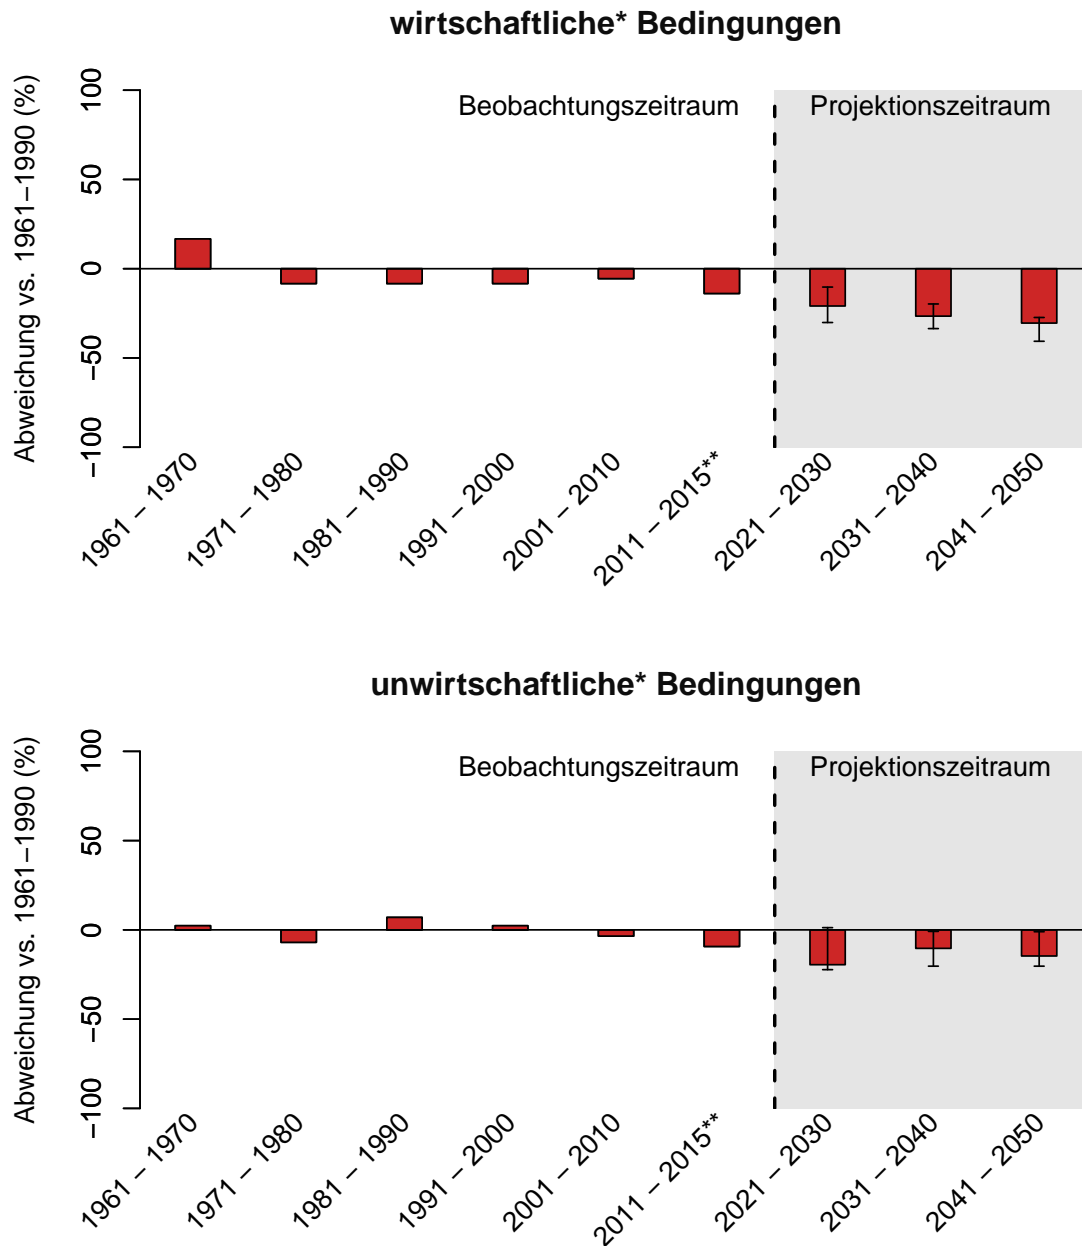 wirtschaftliche* Bedingungen
Abweichung vs. 1961–1990 (%)
100
50
0
−50
−100
Beobachtungszeitraum
Projektionszeitraum
1961 – 1970
1971 – 1980
1981 – 1990
1991 – 2000
2001 – 2010
2011 – 2015**
2021 – 2030
2031 – 2040
2041 – 2050
unwirtschaftliche* Bedingungen
Abweichung vs. 1961–1990 (%)
100
50
0
−50
−100
Beobachtungszeitraum
Projektionszeitraum
1961 – 1970
1971 – 1980
1981 – 1990
1991 – 2000
2001 – 2010
2011 – 2015**
2021 – 2030
2031 – 2040
2041 – 2050